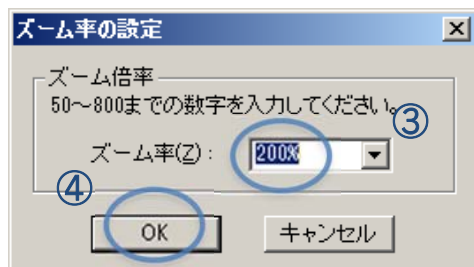 ズーム率の設定
ズーム倍率
50～800までの数字を入力してください。
③
ズーム率(Z)：
200%
④
OK
キャンセル